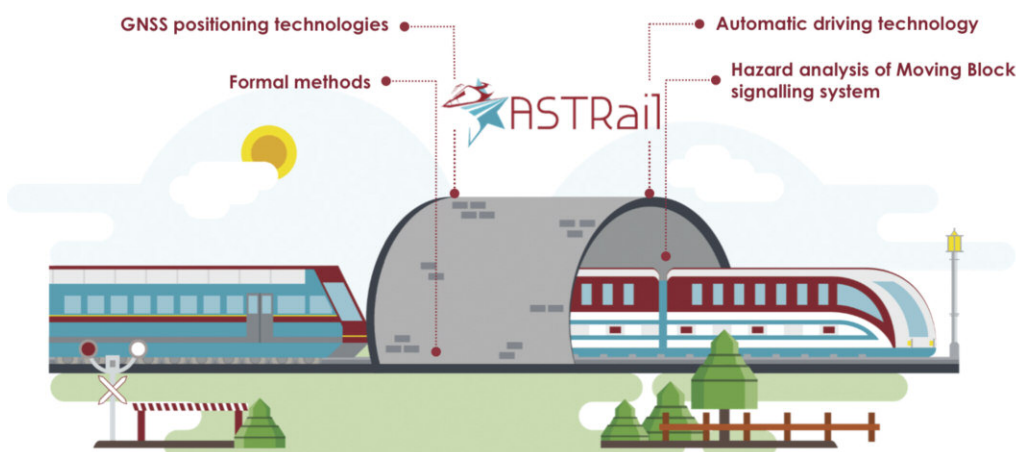 GNSS positioning technologies
Automatic driving technology
Formal methods
Hazard analysis of Moving Block
signalling system
ASTRail